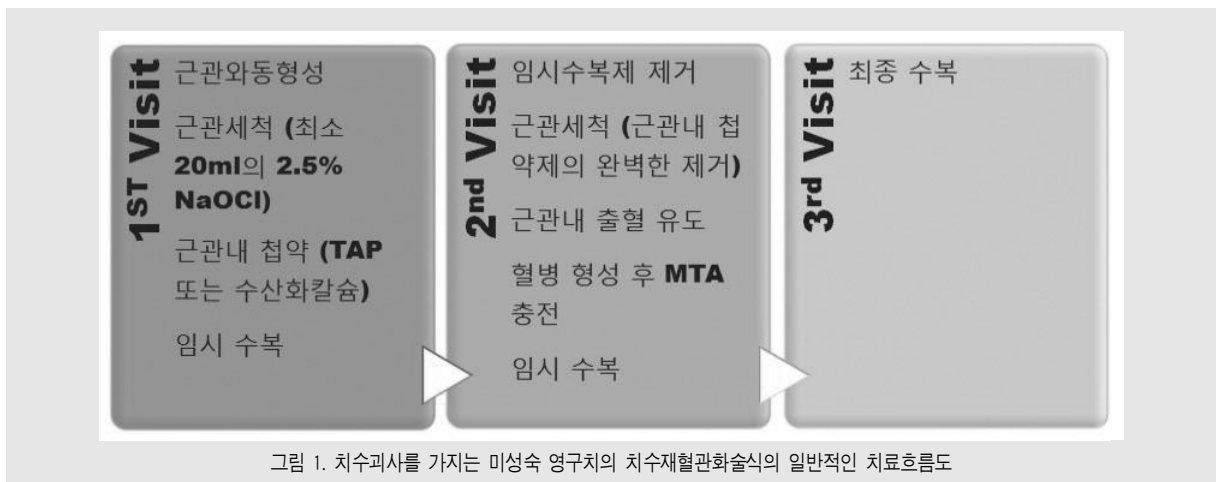 1ST Visit
근관와동형성
근관세척 (최소
20ml의 2.5%
NaOCl)
근관내 첩약 (TAP
또는 수산화칼슘)
임시 수복
2nd Visit
임시수복제 제거
근관세척 (근관내 첩
약제의 완벽한 제거)
근관내 출혈 유도
혈병 형성 후 MTA
충전
임시 수복
3rd Visit
최종 수복
그림 1. 치수괴사를 가지는 미성숙 영구치의 치수재혈관화술식의 일반적인 치료흐름도